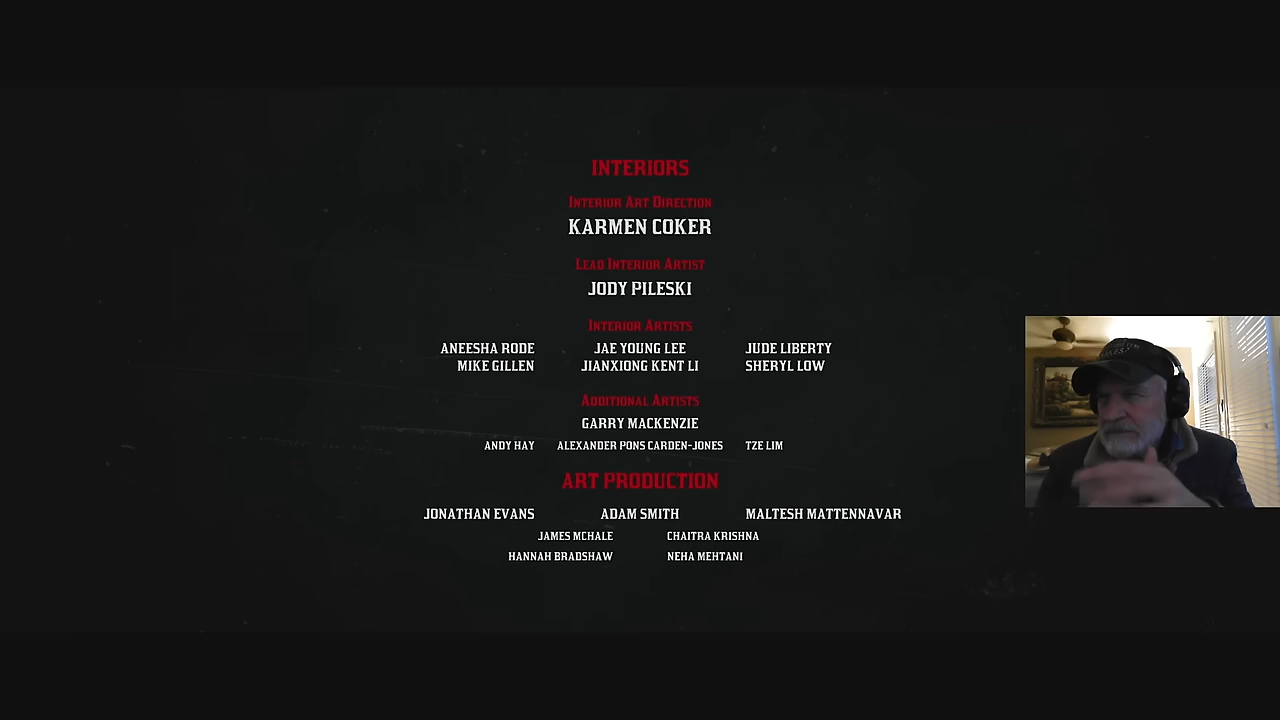 INTERIORS
INTERIOR ART DIRECTION
KARMEN COKER
LEAD INTERIOR ARTIST
JODY PILESKI
INTERIOR ARTISTS
ANEESHA RODE JAE YOUNG LEE JUDE LIBERTY
MIKE GILLEN JIANXIONG KENT LI SHERYL LOW
ADDITIONAL ARTISTS
GARRY MACKENZIE
ANDY HAY ALEXANDER PONS CARDEN-JONES TZE LIM
ART PRODUCTION
JONATHAN EVANS ADAM SMITH MALTESH MATTENNAVAR
JAMES MCHALE CHAITRA KRISHNA
HANNAH BRADSHAW NEHA MEHTANI